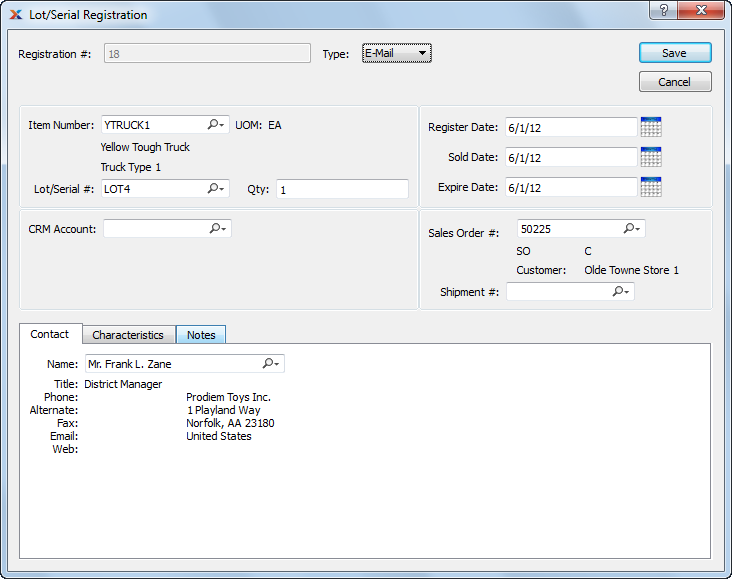 Lot/Serial Registration
Registration #: 18 Type: E-Mail Save
Cancel
Item Number: YTRUCK1 UOM: EA
Yellow Tough Truck
Truck Type 1
Lot/Serial #: LOT4 Qty: 1
Register Date: 6/1/12
Sold Date: 6/1/12
Expire Date: 6/1/12
CRM Account:
Sales Order #: 50225
SO C
Customer: Olde Towne Store 1
Shipment #:
Contact Characteristics Notes
Name: Mr. Frank L. Zane
Title: District Manager
Phone: Prodiem Toys Inc.
Alternate: 1 Playland Way
Fax: Norfolk, AA 23180
Email: United States
Web: